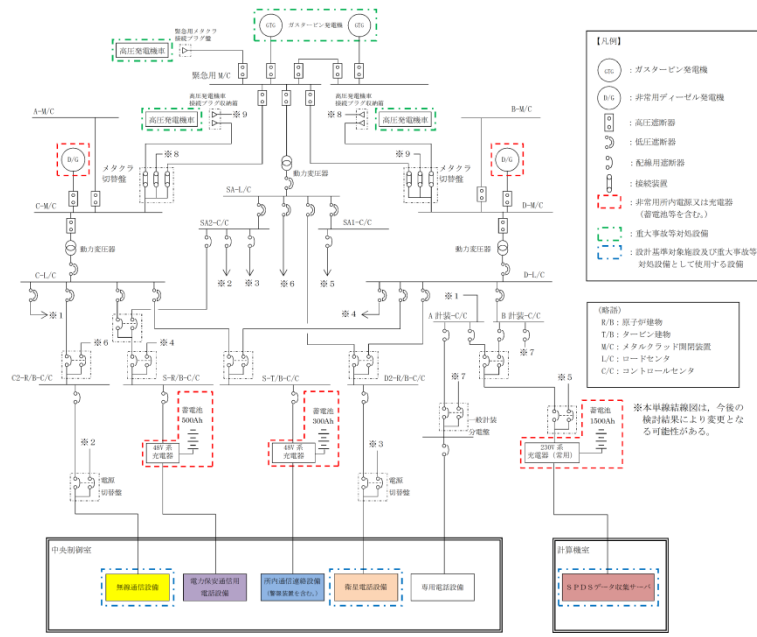 緊急用メタクラ
接続プラグ盤
ガスタービン発電機
GTG
GTG
高圧発電機車
緊急用M/C
高圧発電機車
接続プラグ収納箱
高圧発電機車
接続プラグ収納箱
A-M/C
B-M/C
高圧発電機車
※9
※8
高圧発電機車
D/G
※8
メタクラ
切替盤
※9
メタクラ
切替盤
D/G
動力変圧器
C-M/C
SA-L/C
D-M/C
SA2-C/C
SA1-C/C
動力変圧器
動力変圧器
C-L/C
D-L/C
※2
※3
※6
※5
※1
※4
※1
A 計装-C/C
B 計装-C/C
※6
※4
※7
C2-R/B-C/C
S-R/B-C/C
S-T/B-C/C
D2-R/B-C/C
※7
※5
蓄電池
500Ah
蓄電池
300Ah
一般計装
分電盤
蓄電池
1500Ah
※2
48V 系
充電器
48V 系
充電器
※3
230V 系
充電器（常用）
電源
切替盤
電源
切替盤
中央制御室
計算機室
無線通信設備
電力保安通信用
電話設備
所内通信連絡設備
（警報装置を含む。）
衛星電話設備
専用電話設備
SPDSデータ収集サーバ
【凡例】
GTG
：ガスタービン発電機
D/G
：非常用ディーゼル発電機
：高圧遮断器
：低圧遮断器
：配線用遮断器
：接続装置
：非常用所内電源又は充電器
（蓄電池等を含む。）
：重大事故等対処設備
：設計基準対象施設及び重大事故等
対処設備として使用する設備
（略語）
R/B：原子炉建物
T/B：タービン建物
M/C：メタルクラッド開閉装置
L/C：ロードセンタ
C/C：コントロールセンタ
※本単線結線図は、今後の
検討結果により変更とな
る可能性がある。